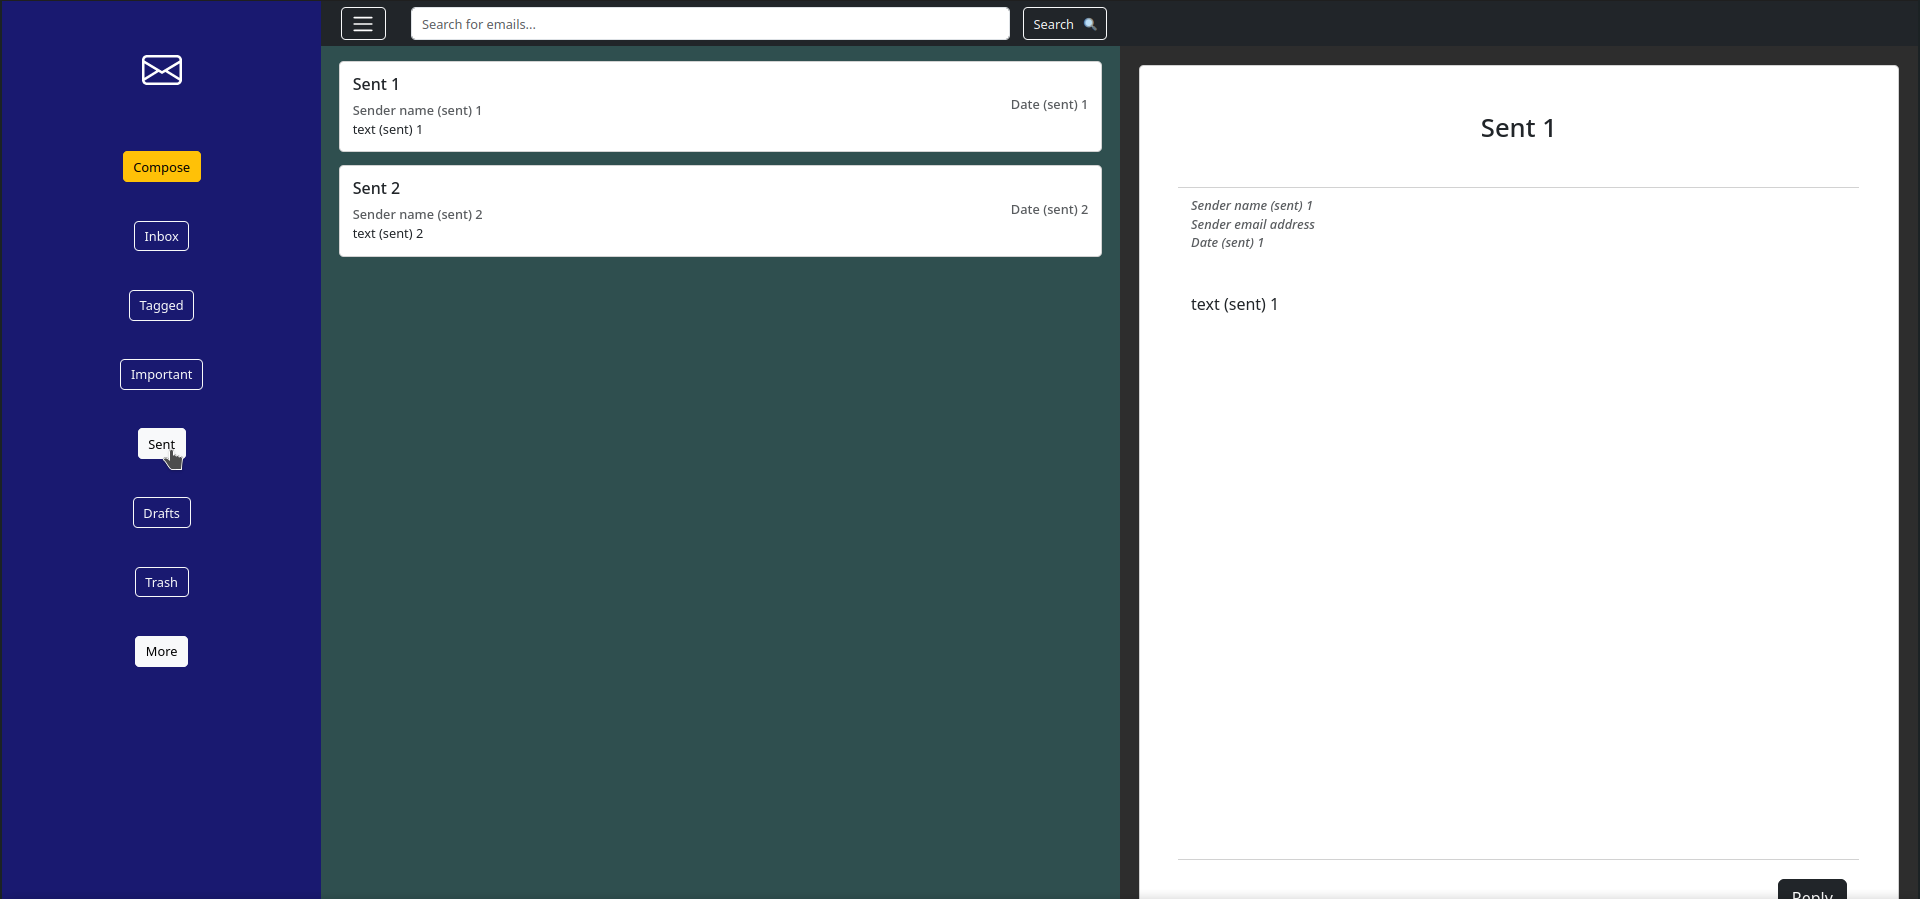 Compose
Inbox
Tagged
Important
Sent
Drafts
Trash
More
Search for emails...
Search
Sent 1
Sender name (sent) 1
text (sent) 1
Date (sent) 1
Sent 2
Sender name (sent) 2
text (sent) 2
Date (sent) 2
Sent 1
Sender name (sent) 1
Sender email address
Date (sent) 1
text (sent) 1
Reply